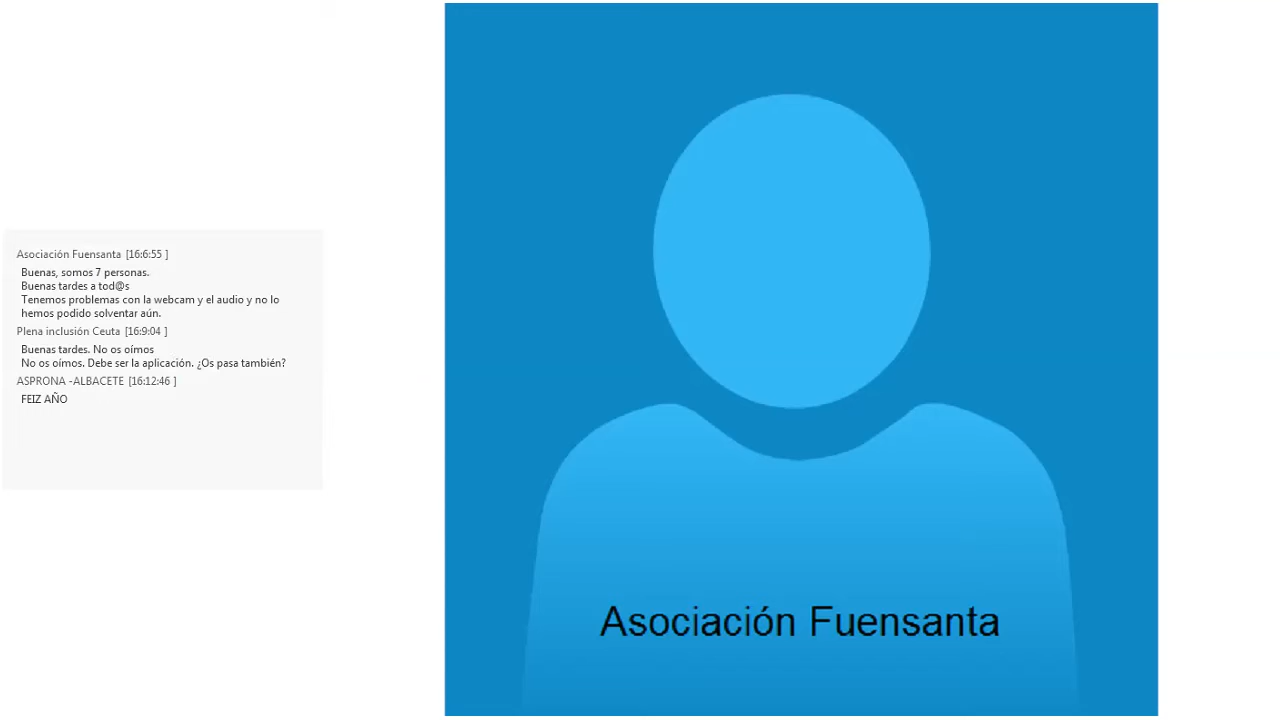 Asociación Fuensanta [16:6:55 ]
Buenas, somos 7 personas.
Buenas tardes a tod@s
Tenemos problemas con la webcam y el audio y no lo
hemos podido solventar aún.
Plena inclusión Ceuta [16:9:04 ]
Buenas tardes. No os oímos
No os oímos. Debe ser la aplicación. ¿Os pasa también?
ASPRONA -ALBACETE [16:12:46 ]
FEIZ AÑO
Asociación Fuensanta